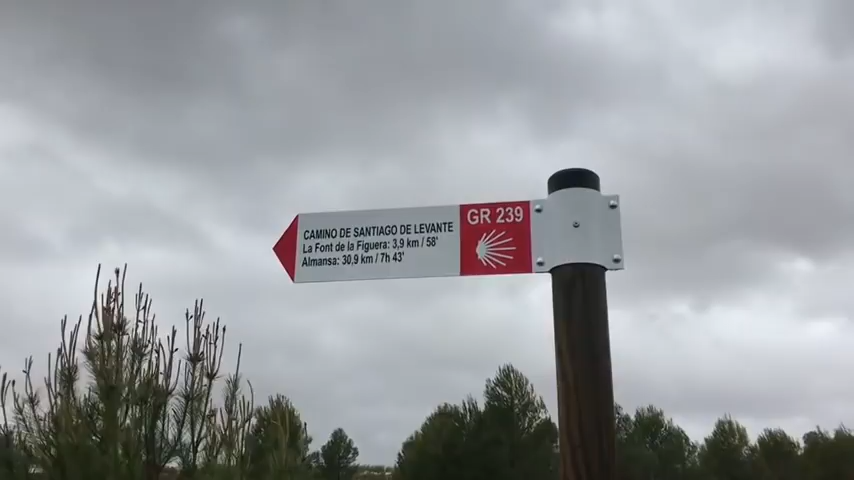 CAMINO DE SANTIAGO DE LEVANTE
La Font de la Figuera: 3,9 km / 58'
Almansa: 30,9 km / 7h 43'
GR 239